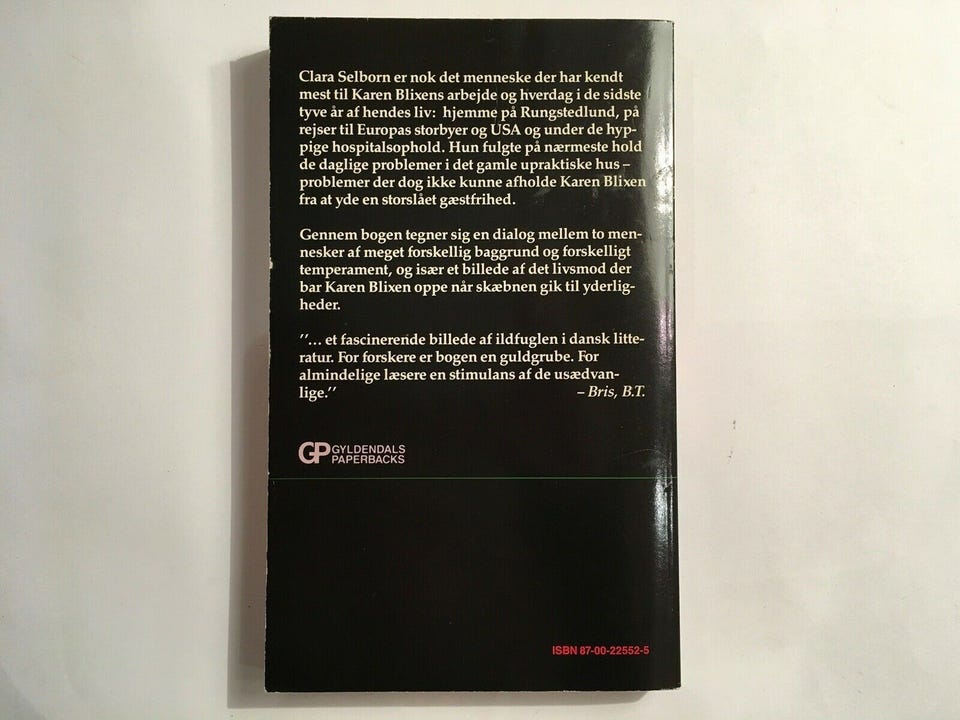 Clara Selborn er nok det menneske der har kendt
mest til Karen Blixens arbejde og hverdag i de sidste
tyve år af hendes liv: hjemme på Rungstedlund, på
rejser til Europas storbyer og USA og under de hyp-
pige hospitalsophold. Hun fulgte på nærmeste hold
de daglige problemer i det gamle upraktiske hus –
problemer der dog ikke kunne afholde Karen Blixen
fra at yde en storslået gæstfrihed.
Gennem bogen tegner sig en dialog mellem to men-
nesker af meget forskellig baggrund og forskelligt
temperament, og især et billede af det livsmod der
bar Karen Blixen oppe når skæbnen gik til yderlig-
heder.
"... et fascinerende billede af ildfuglen i dansk litte-
ratur. For forskere er bogen en guldgrube. For
almindelige læsere en stimulans af de usædvan-
lige." – Bris, B.T.
GP GYLDENDALS
PAPERBACKS
ISBN 87-00-22552-5